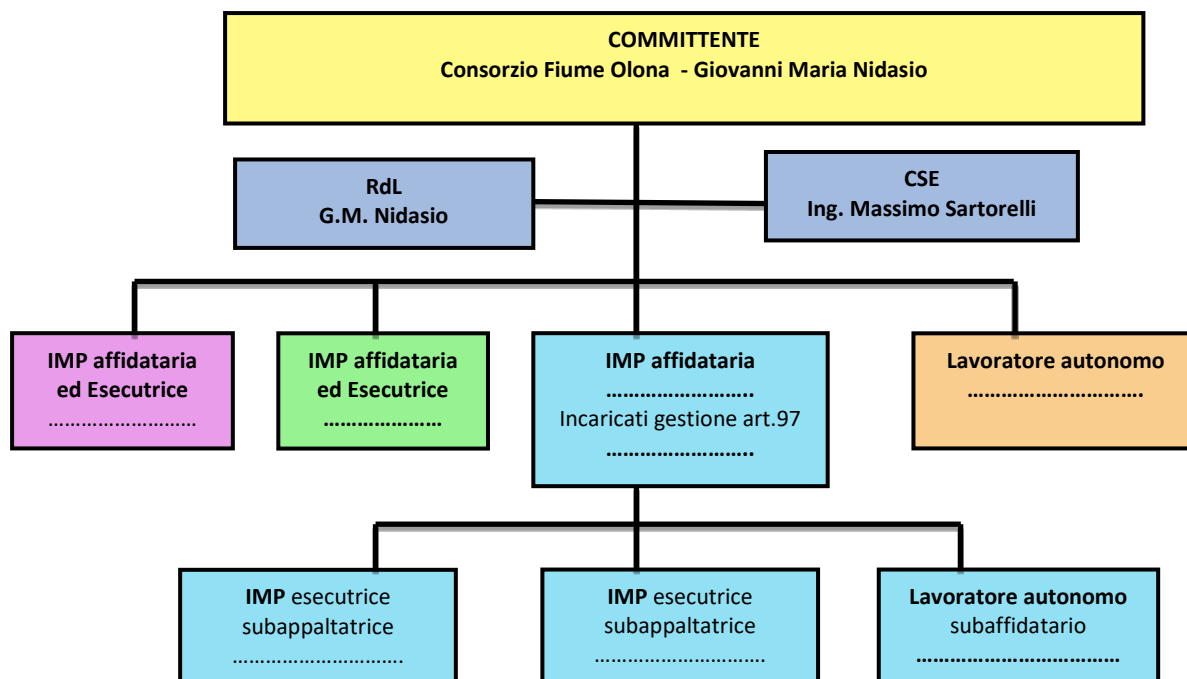 COMMITTENTE
Consorzio Fiume Olona - Giovanni Maria Nidasio
RdL
G.M. Nidasio
CSE
Ing. Massimo Sartorelli
IMP affidataria
ed Esecutrice
………………………
IMP affidataria
ed Esecutrice
…………………
IMP affidataria
……………………..
Incaricati gestione art.97
……………………..
Lavoratore autonomo
………………………….
IMP esecutrice
subappaltatrice
………………………….
IMP esecutrice
subappaltatrice
………………………….
Lavoratore autonomo
subaffidatario
………………………………